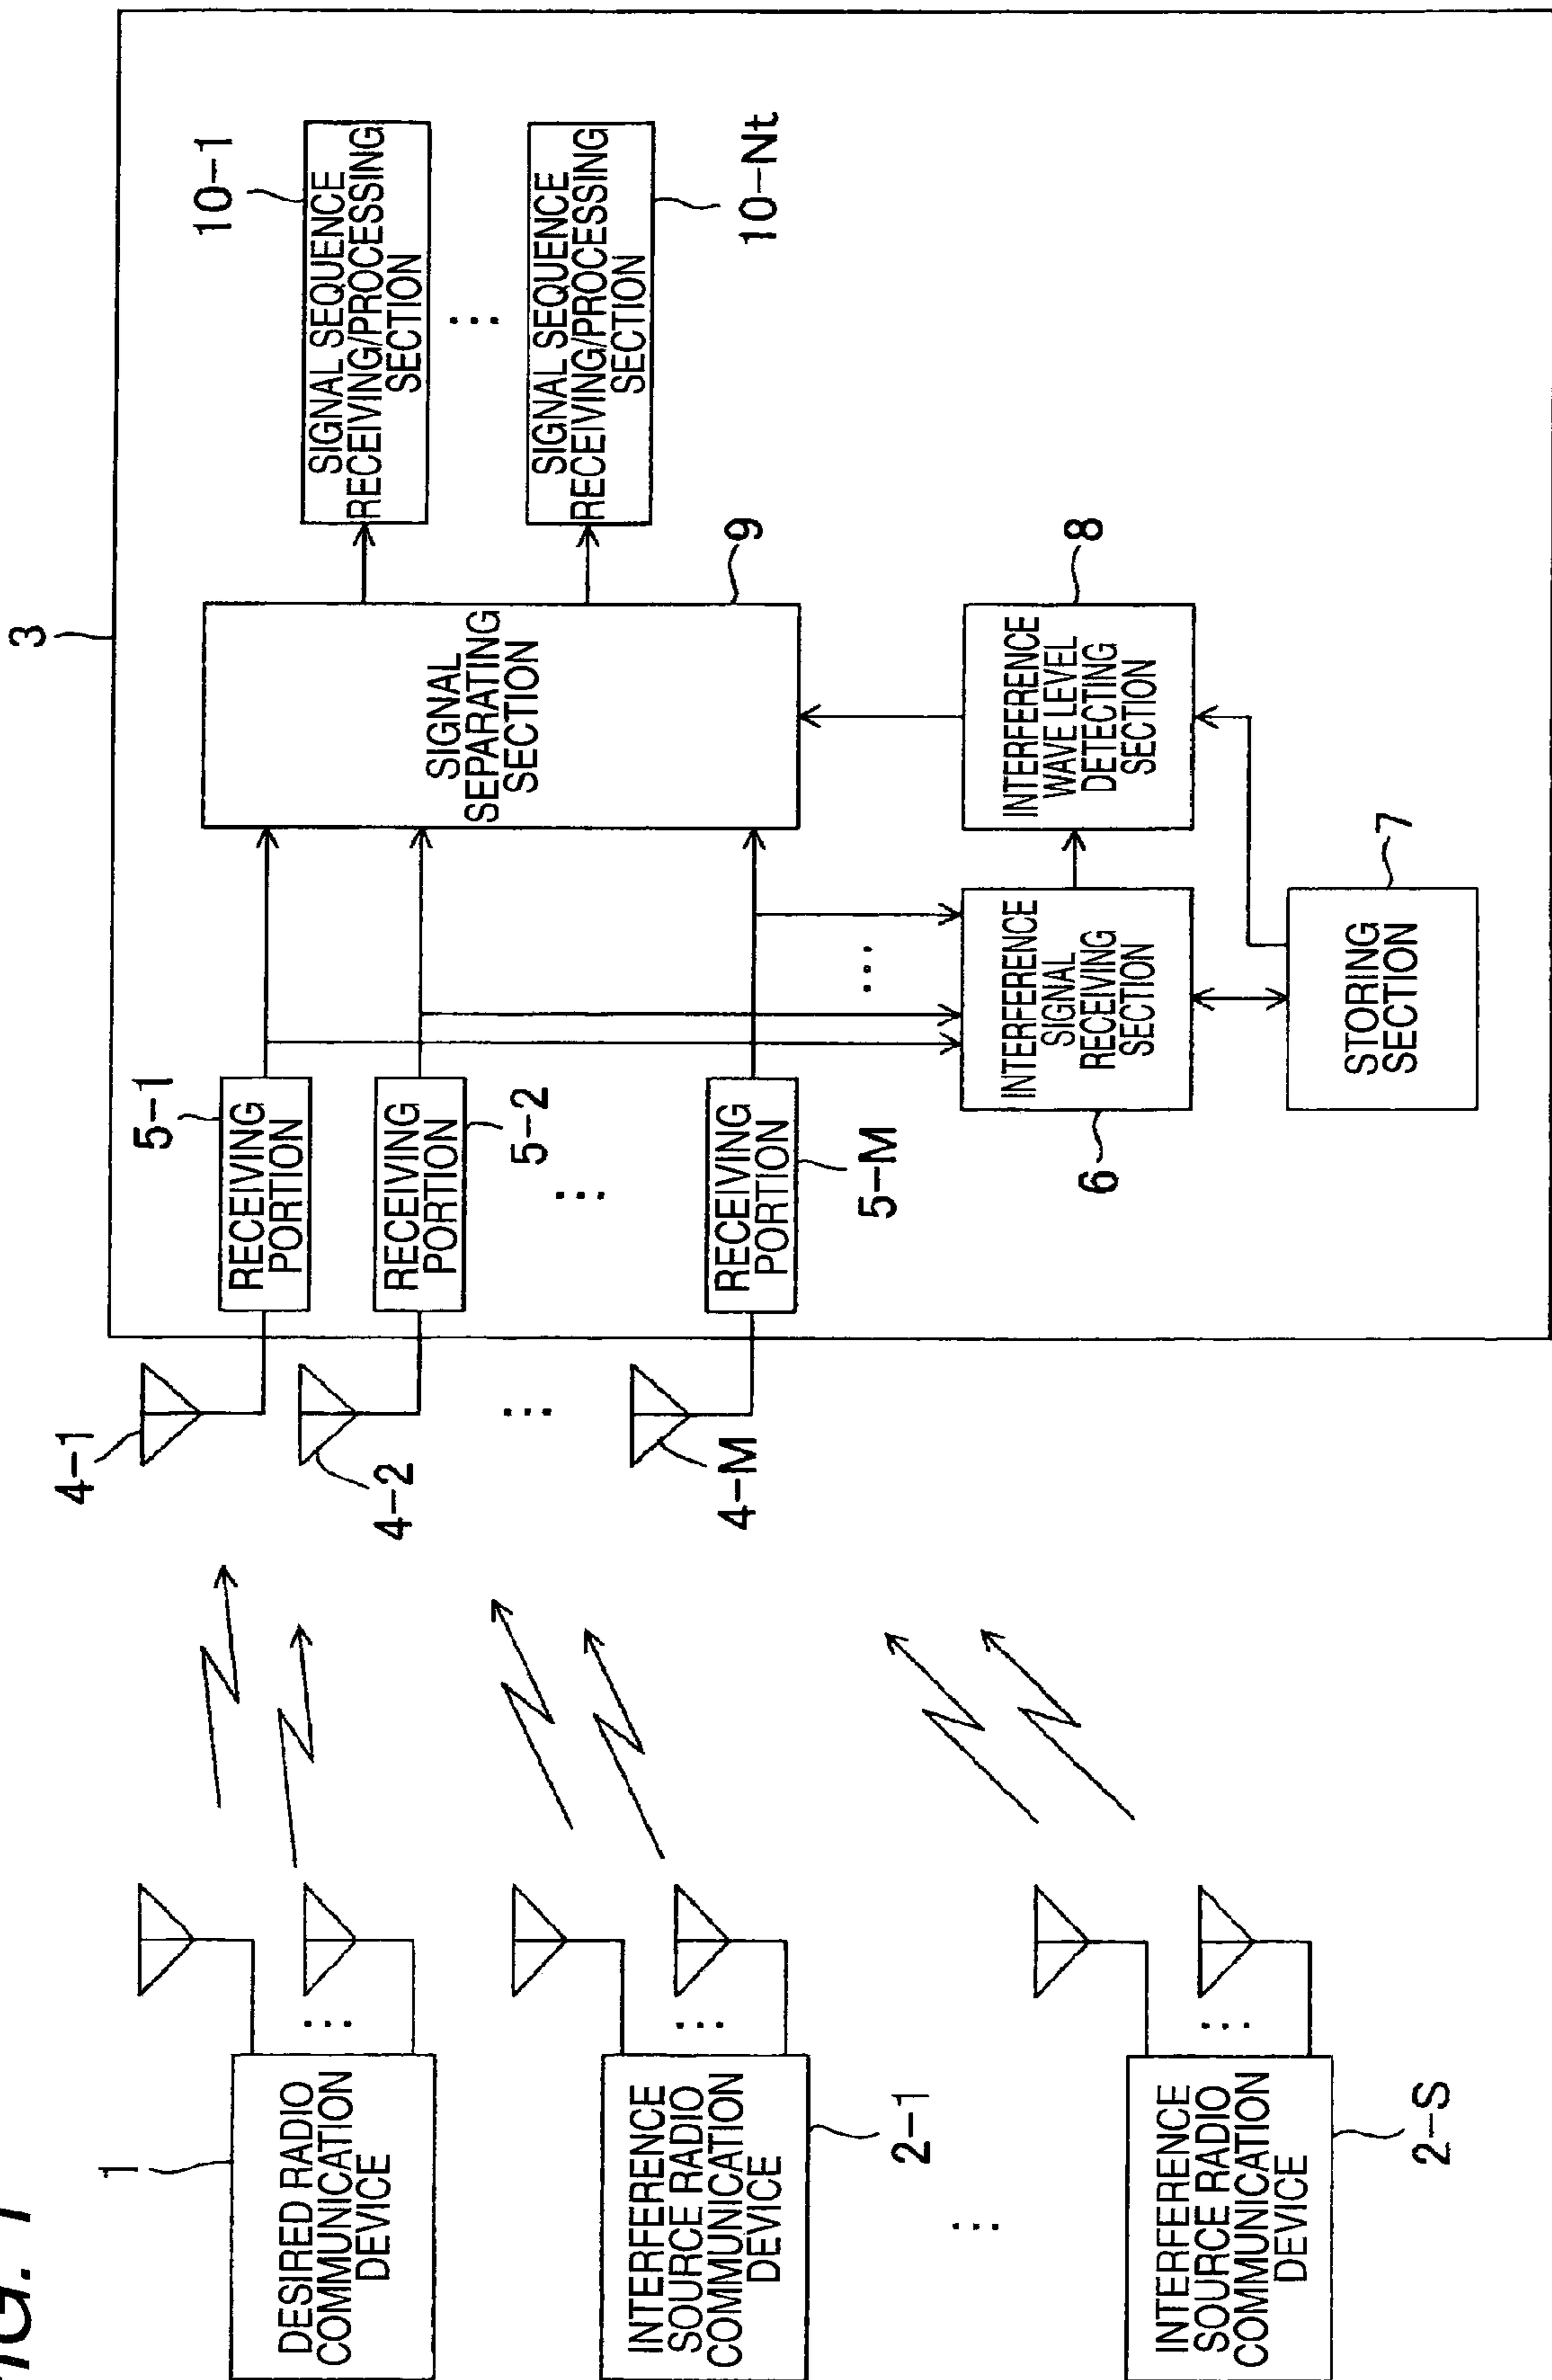 FIG. 1
1
DESIRED RADIO
COMMUNICATION
DEVICE
...
INTERFERENCE
SOURCE RADIO
COMMUNICATION
DEVICE
2-1
...
...
INTERFERENCE
SOURCE RADIO
COMMUNICATION
DEVICE
2-S
...
4-1
4-2
...
4-M
3
5-1
RECEIVING
PORTION
RECEIVING
PORTION
5-2
...
RECEIVING
PORTION
5-M
SIGNAL
SEPARATING
SECTION
9
...
INTERFERENCE
SIGNAL
RECEIVING
SECTION
6
INTERFERENCE
WAVE LEVEL
DETECTING
SECTION
8
STORING
SECTION
7
10-1
SIGNAL SEQUENCE
RECEIVING/PROCESSING
SECTION
...
SIGNAL SEQUENCE
RECEIVING/PROCESSING
SECTION
10-Nt